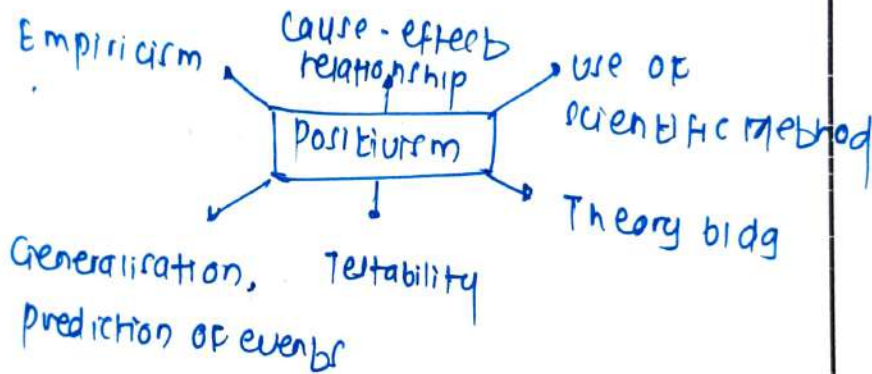 Empiricism
cause-effect
relationship
use of
scientific method
Positivism
Theory bldg
Generalisation,
prediction of events
Testability